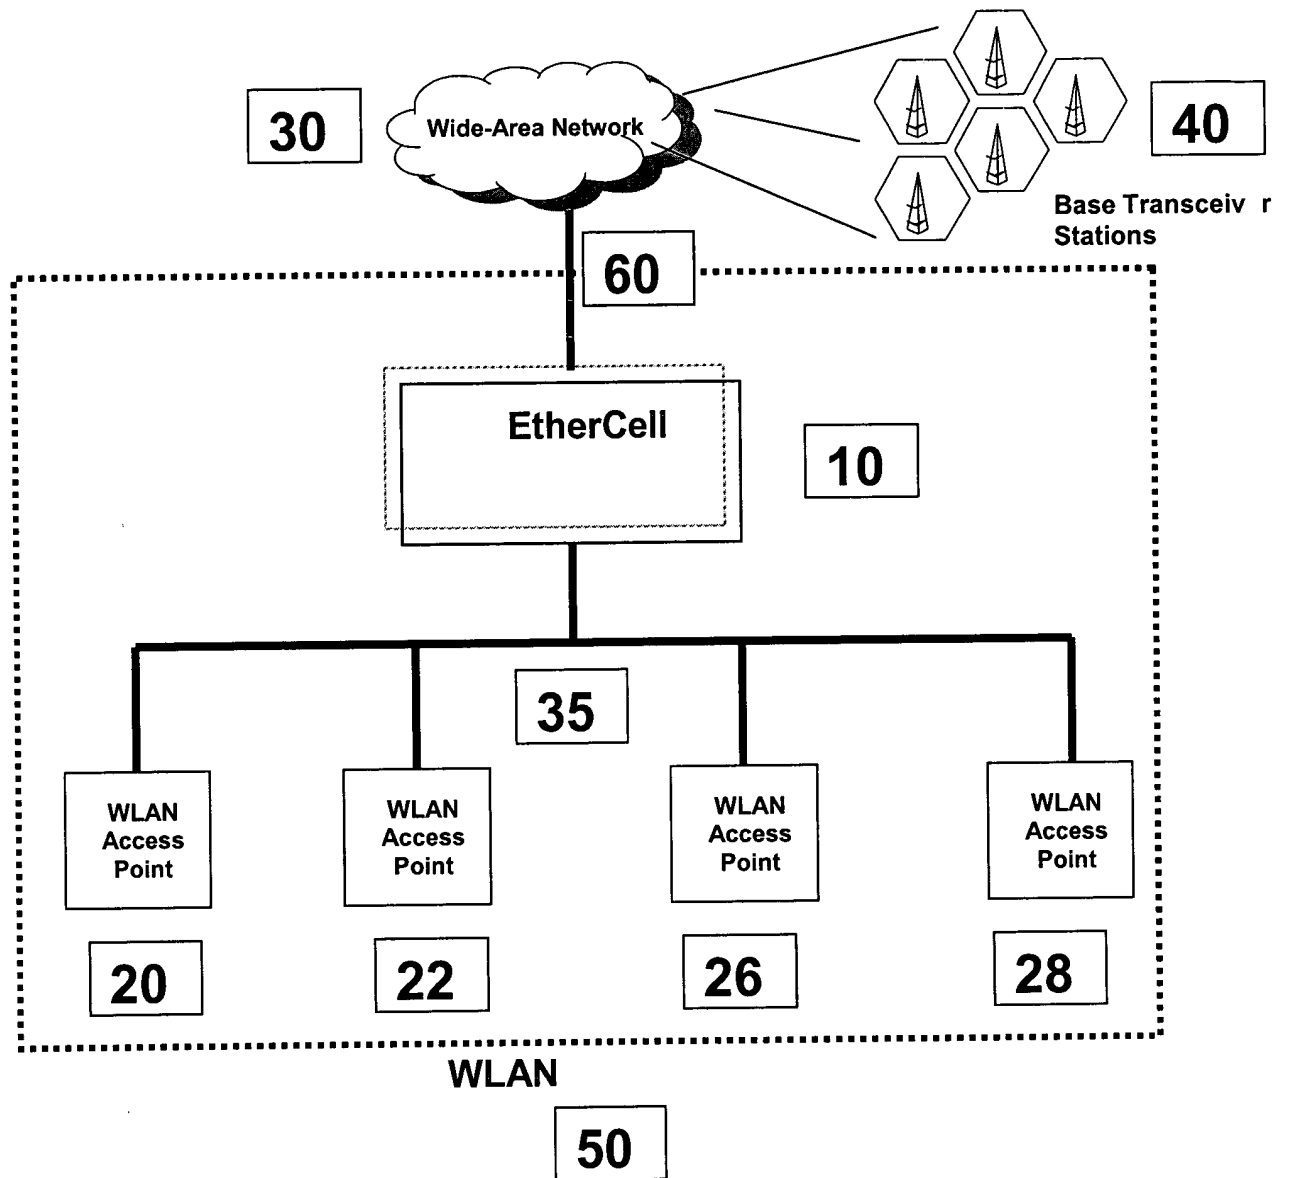 30
Wide-Area Network
40
Base Transceiv r
Stations
60
EtherCell
10
35
WLAN
Access
Point
WLAN
Access
Point
WLAN
Access
Point
WLAN
Access
Point
20
22
26
28
WLAN
50